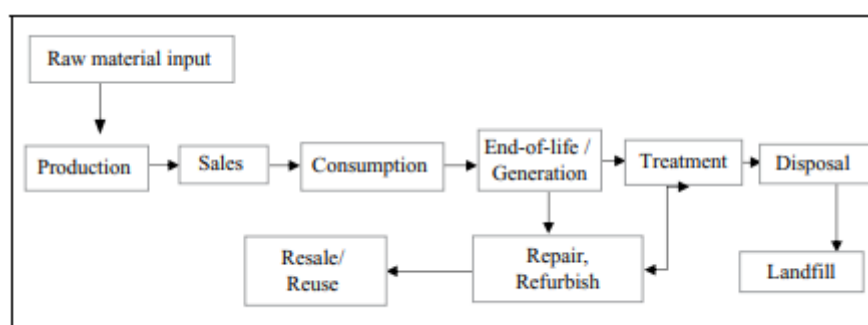 Raw material input
Production
Sales
Consumption
End-of-life /
Generation
Treatment
Disposal
Resale/
Reuse
Repair,
Refurbish
Landfill